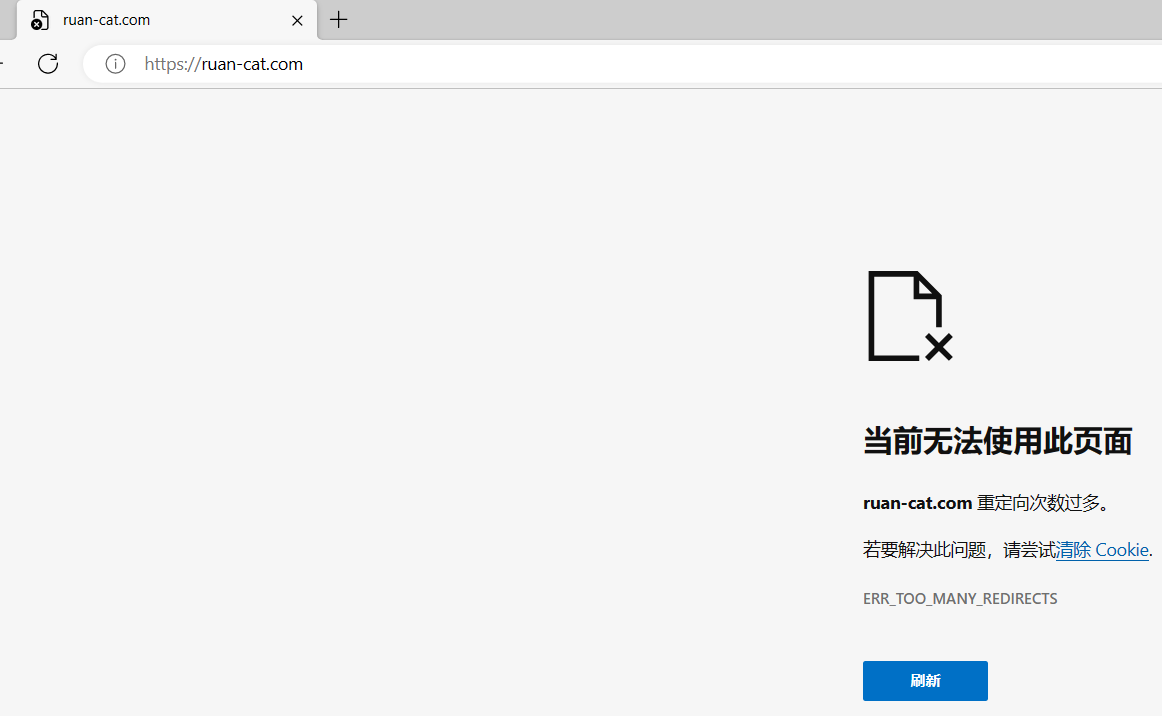 ruan-cat.com
https://ruan-cat.com
当前无法使用此页面
ruan-cat.com 重定向次数过多。
若要解决此问题，请尝试清除 Cookie.
ERR_TOO_MANY_REDIRECTS
刷新